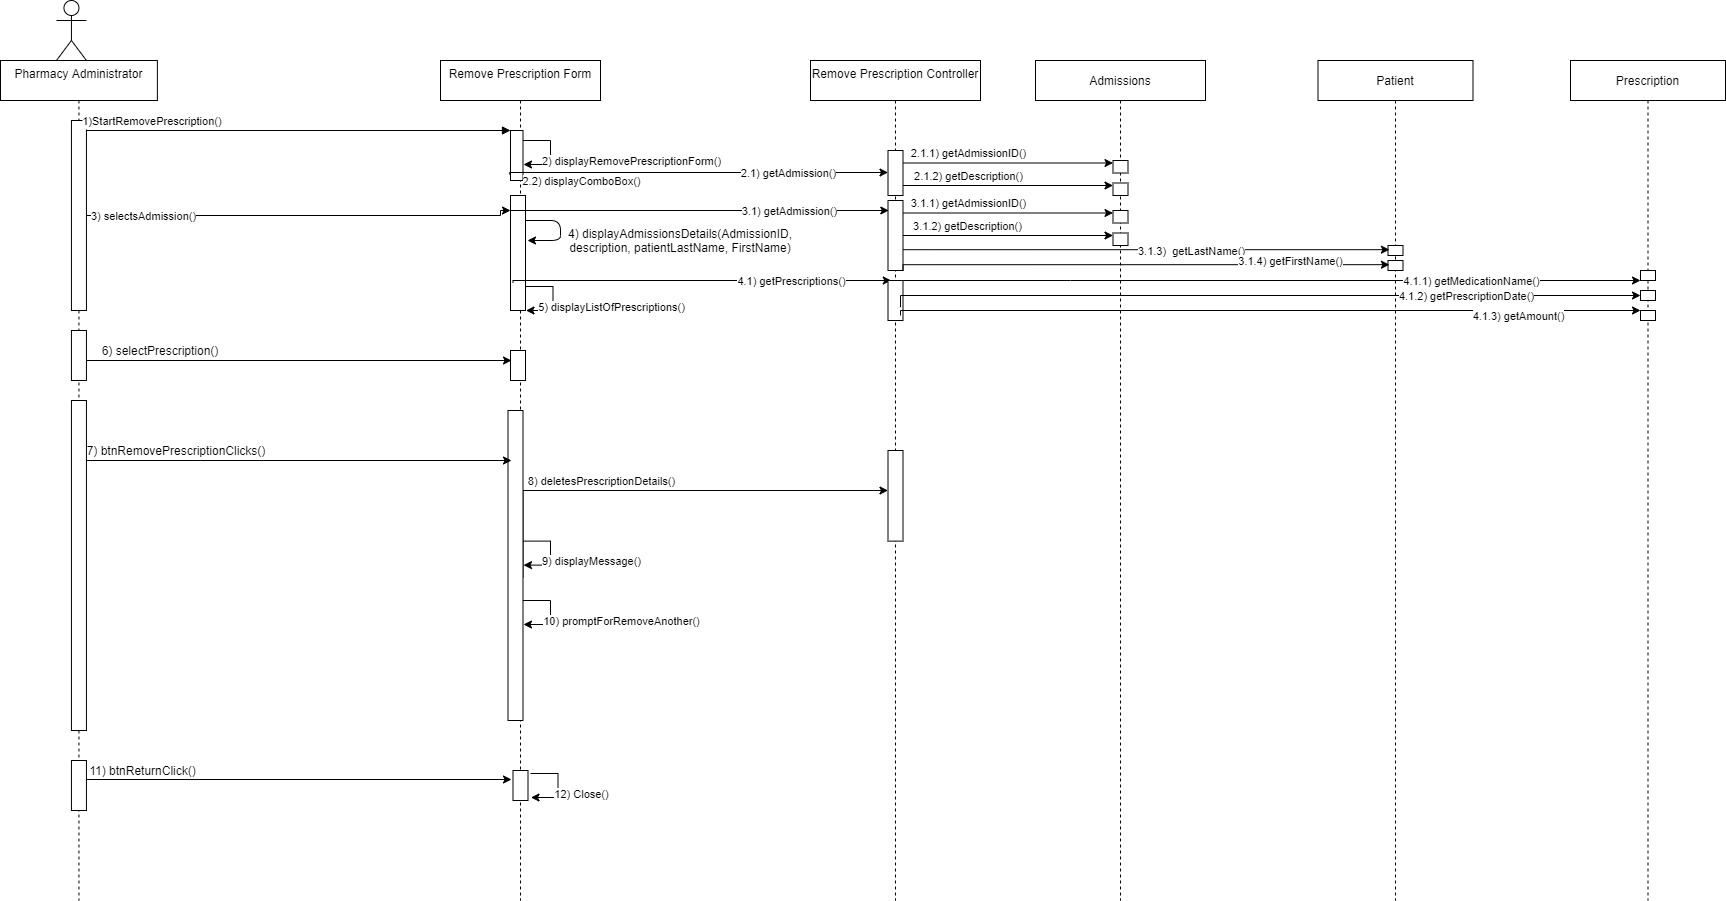 Pharmacy Administrator
Remove Prescription Form
Remove Prescription Controller
Admissions
Patient
Prescription
1)StartRemovePrescription()
2) displayRemovePrescriptionForm()
2.1) getAdmission()
2.1.1) getAdmissionID()
2.1.2) getDescription()
2.2) displayComboBox()
3) selectsAdmission()
3.1) getAdmission()
3.1.1) getAdmissionID()
3.1.2) getDescription()
4) displayAdmissionsDetails(AdmissionID,
description, patientLastName, FirstName)
3.1.3)  getLastName()
3.1.4) getFirstName()
4.1) getPrescriptions()
4.1.1) getMedicationName()
4.1.2) getPrescriptionDate()
5) displayListOfPrescriptions()
4.1.3) getAmount()
6) selectPrescription()
7) btnRemovePrescriptionClicks()
8) deletesPrescriptionDetails()
9) displayMessage()
10) promptForRemoveAnother()
11) btnReturnClick()
12) Close()